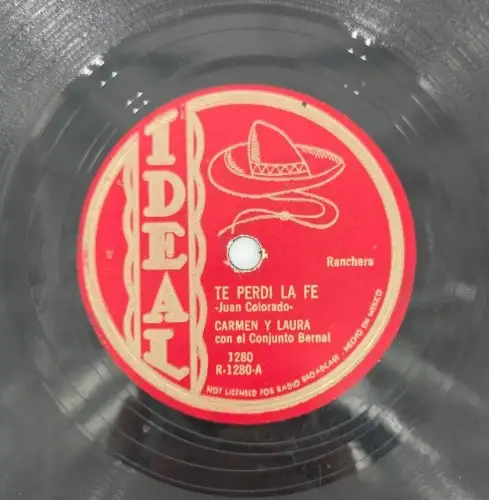 IDEAL
Ranchera
TE PERDI LA FE
-Juan Colorado-
CARMEN Y LAURA
con el Conjunto Bernal
1280
R-1280-A
NOT LICENSED FOR RADIO BROADCAST - HECHO EN MEXICO